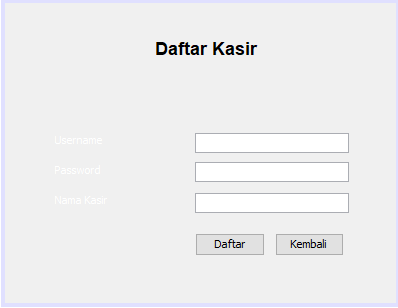 Daftar Kasir
Username
Password
Nama Kasir
Daftar Kembali